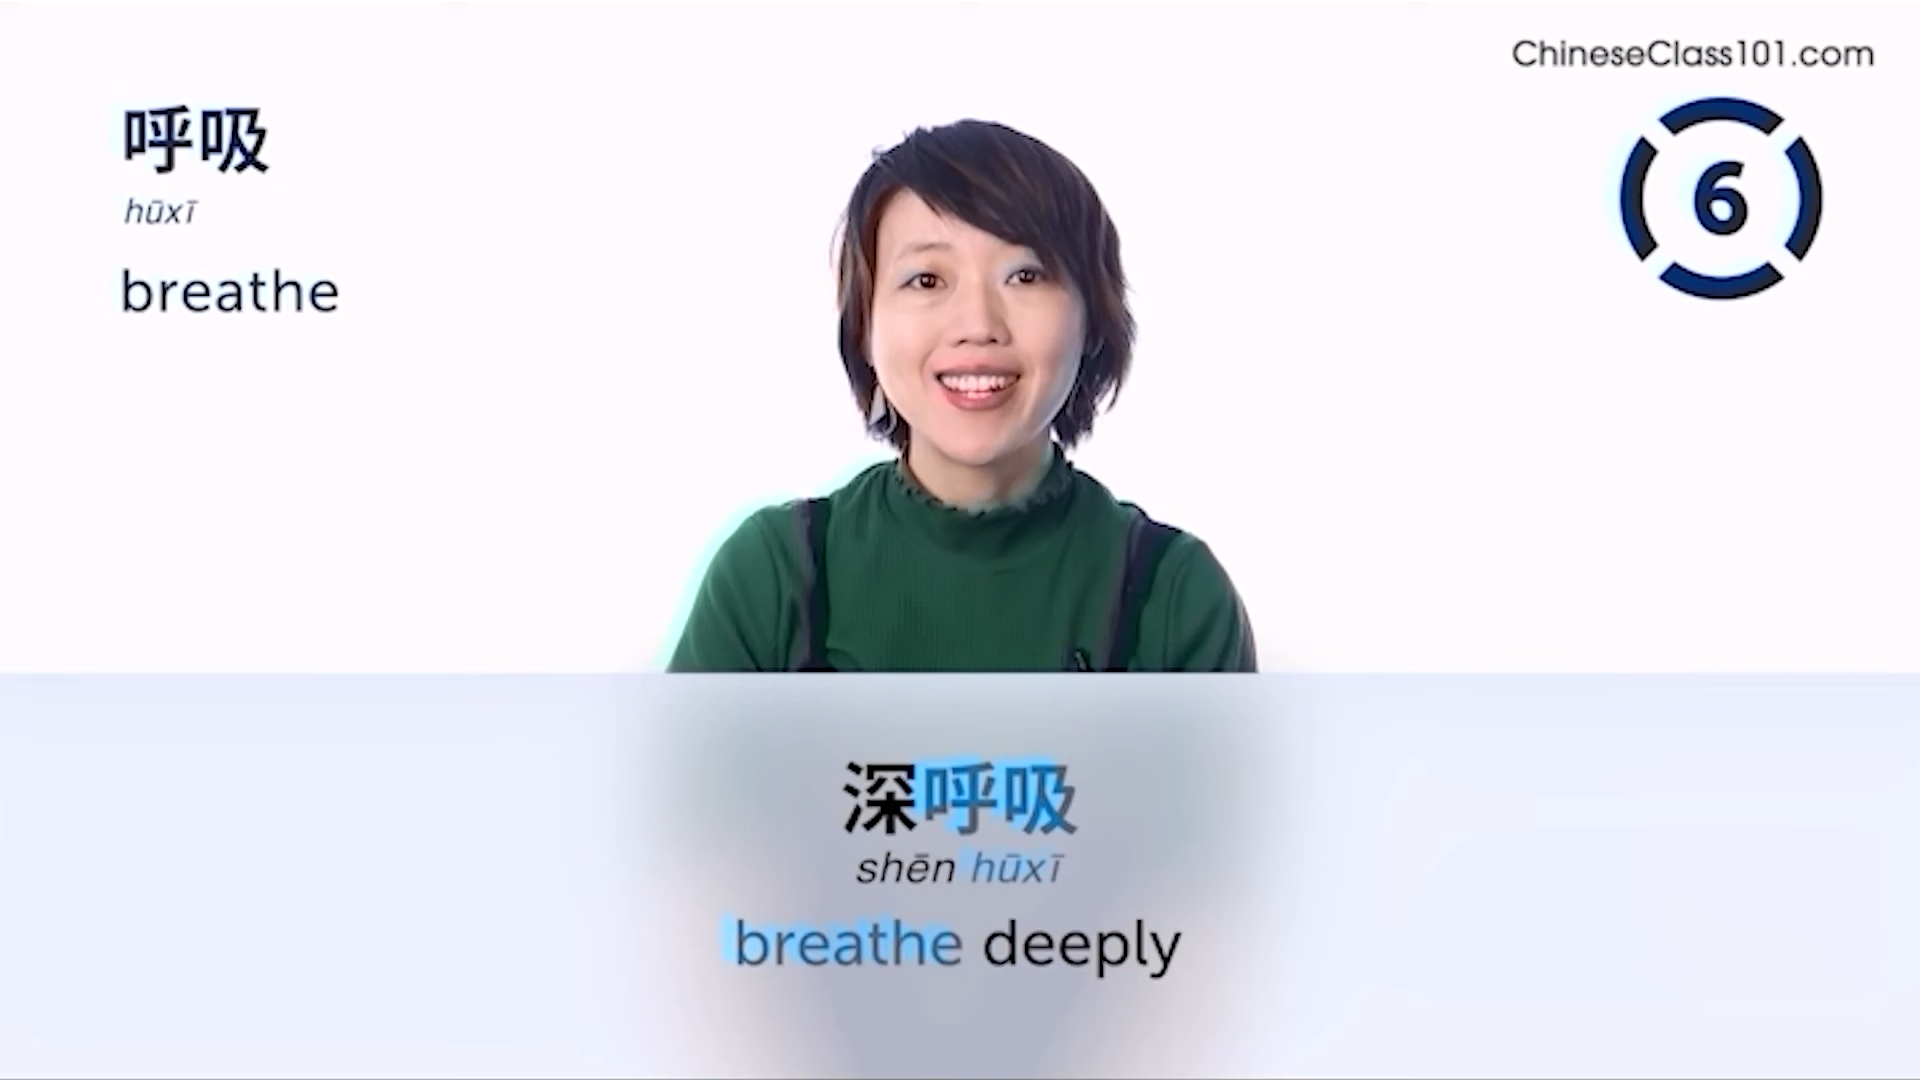 ChineseClass101.com
呼吸
hūxī
breathe
6
深呼吸
shēn hūxī
breathe deeply